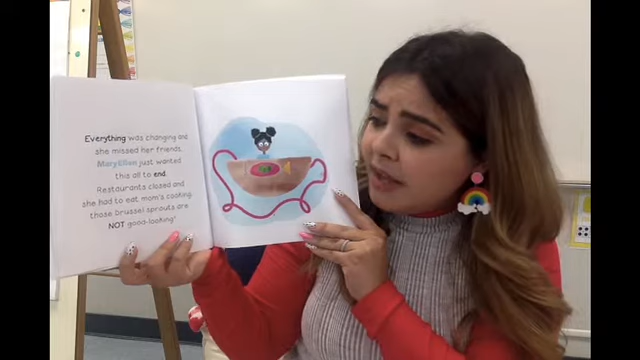 Everything was changing and
she missed her friends.
MaryEllen just wanted
this all to end.
Restaurants closed and
she had to eat mom's cooking.
those Brussel sprouts are
NOT good-looking!